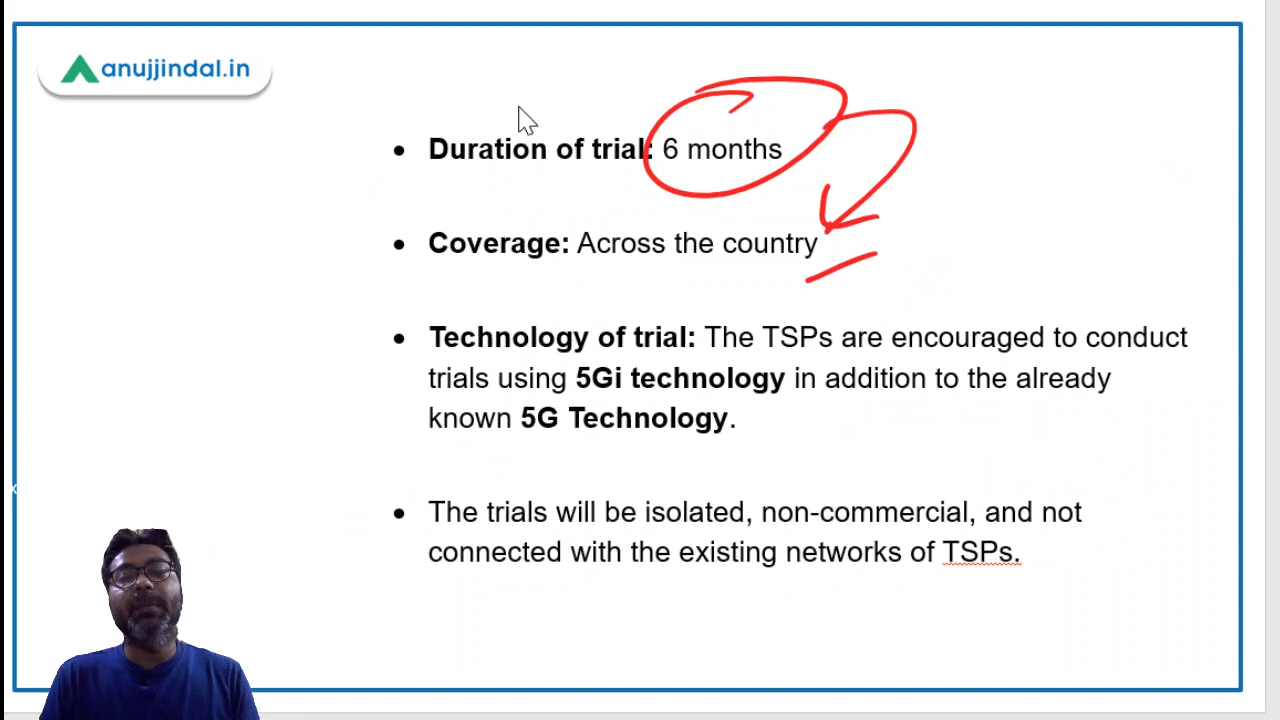 anujjindal.in
Duration of trial: 6 months
Coverage: Across the country
Technology of trial: The TSPs are encouraged to conduct
trials using 5Gi technology in addition to the already
known 5G Technology.
The trials will be isolated, non-commercial, and not
connected with the existing networks of TSPs.